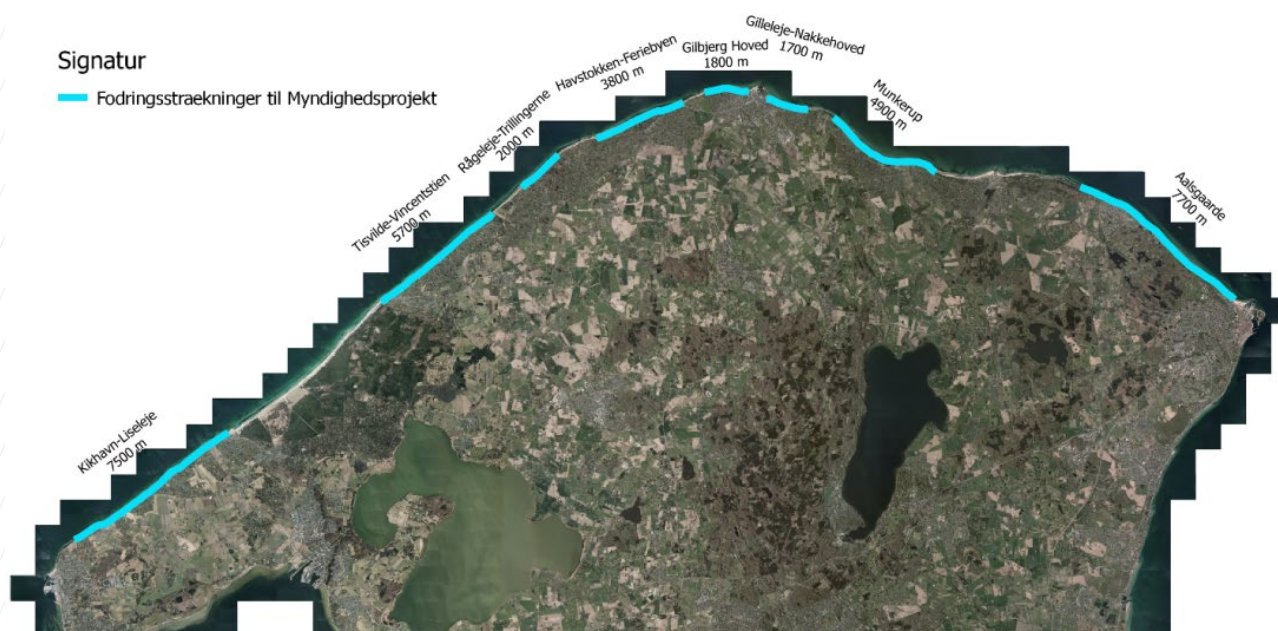 Signatur
Fodringsstraekninger til Myndighedsprojekt
Kikhavn-Liseleje
7500 m
Tisvilde-Vincentstien
5700 m
Rågeleje-Trillingerne
2000 m
Havstokken-Feriebyen
3800 m
Gilbjerg Hoved
1800 m
Gilleleje-Nakkehoved
1700 m
Munkerup
4900 m
Aalsgaarde
7700 m